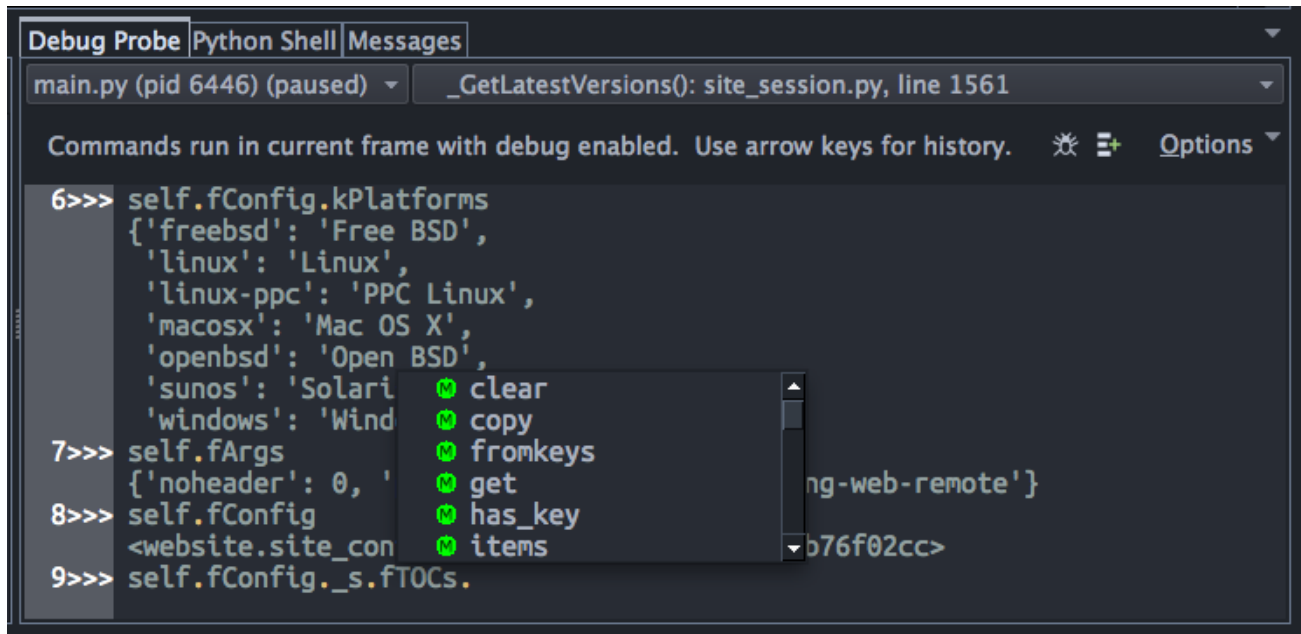 Debug Probe Python Shell Messages
main.py (pid 6446) (paused) _GetLatestVersions(): site_session.py, line 1561
Commands run in current frame with debug enabled. Use arrow keys for history. Options
6>>> self.fConfig.kPlatforms
{'freebsd': 'Free BSD',
'linux': 'Linux',
'linux-ppc': 'PPC Linux',
'macosx': 'Mac OS X',
'openbsd': 'Open BSD',
'sunos': 'Solari
clear
'windows': 'Wind
copy
7>>> self.fArgs
fromkeys
{'noheader': 0, '
get
ng-web-remote'}
8>>> self.fConfig
has_key
<website.site_con
items
b76f02cc>
9>>> self.fConfig._s.fTOCs.